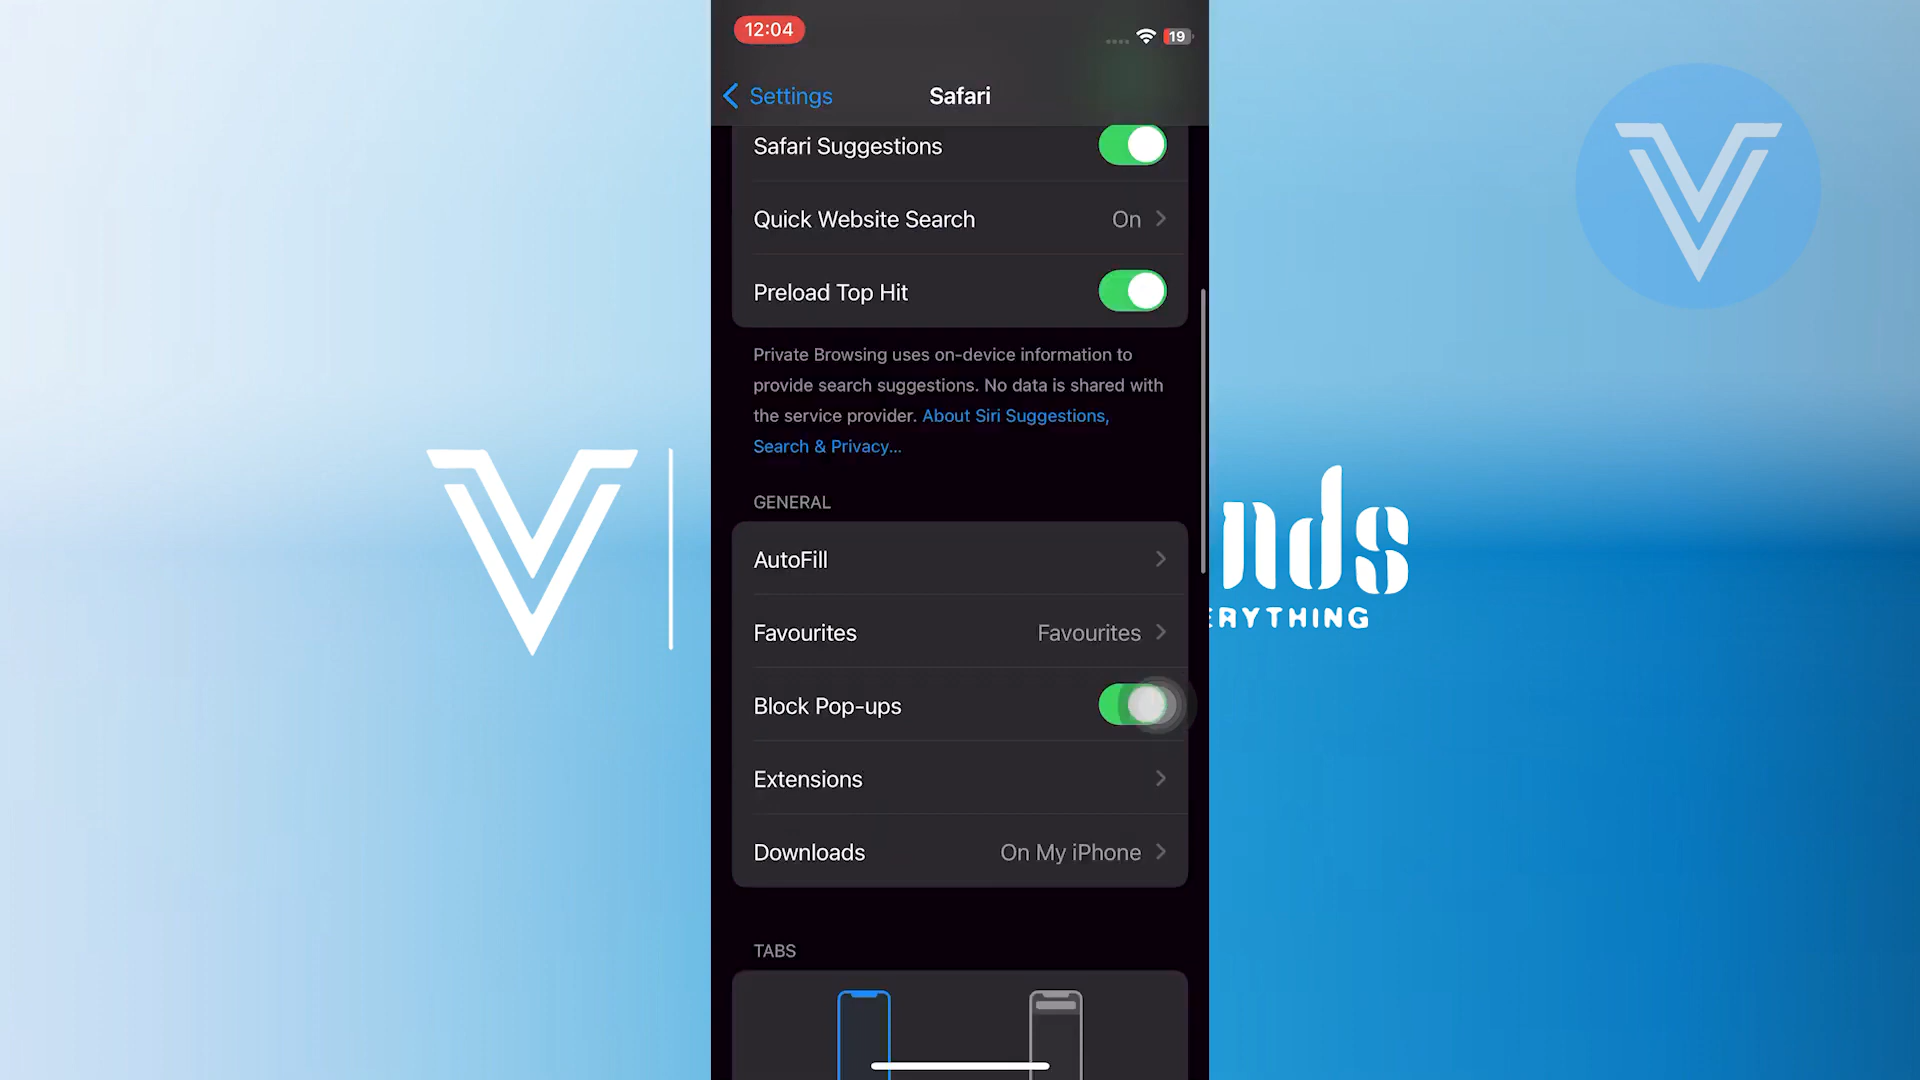 12:04
19
Settings
Safari
Safari Suggestions
Quick Website Search On
Preload Top Hit
Private Browsing uses on-device information to
provide search suggestions. No data is shared with
the service provider. About Siri Suggestions,
Search & Privacy...
GENERAL
AutoFill
Favourites Favourites
Block Pop-ups
Extensions
Downloads On My iPhone
TABS
nds
ERYTHING